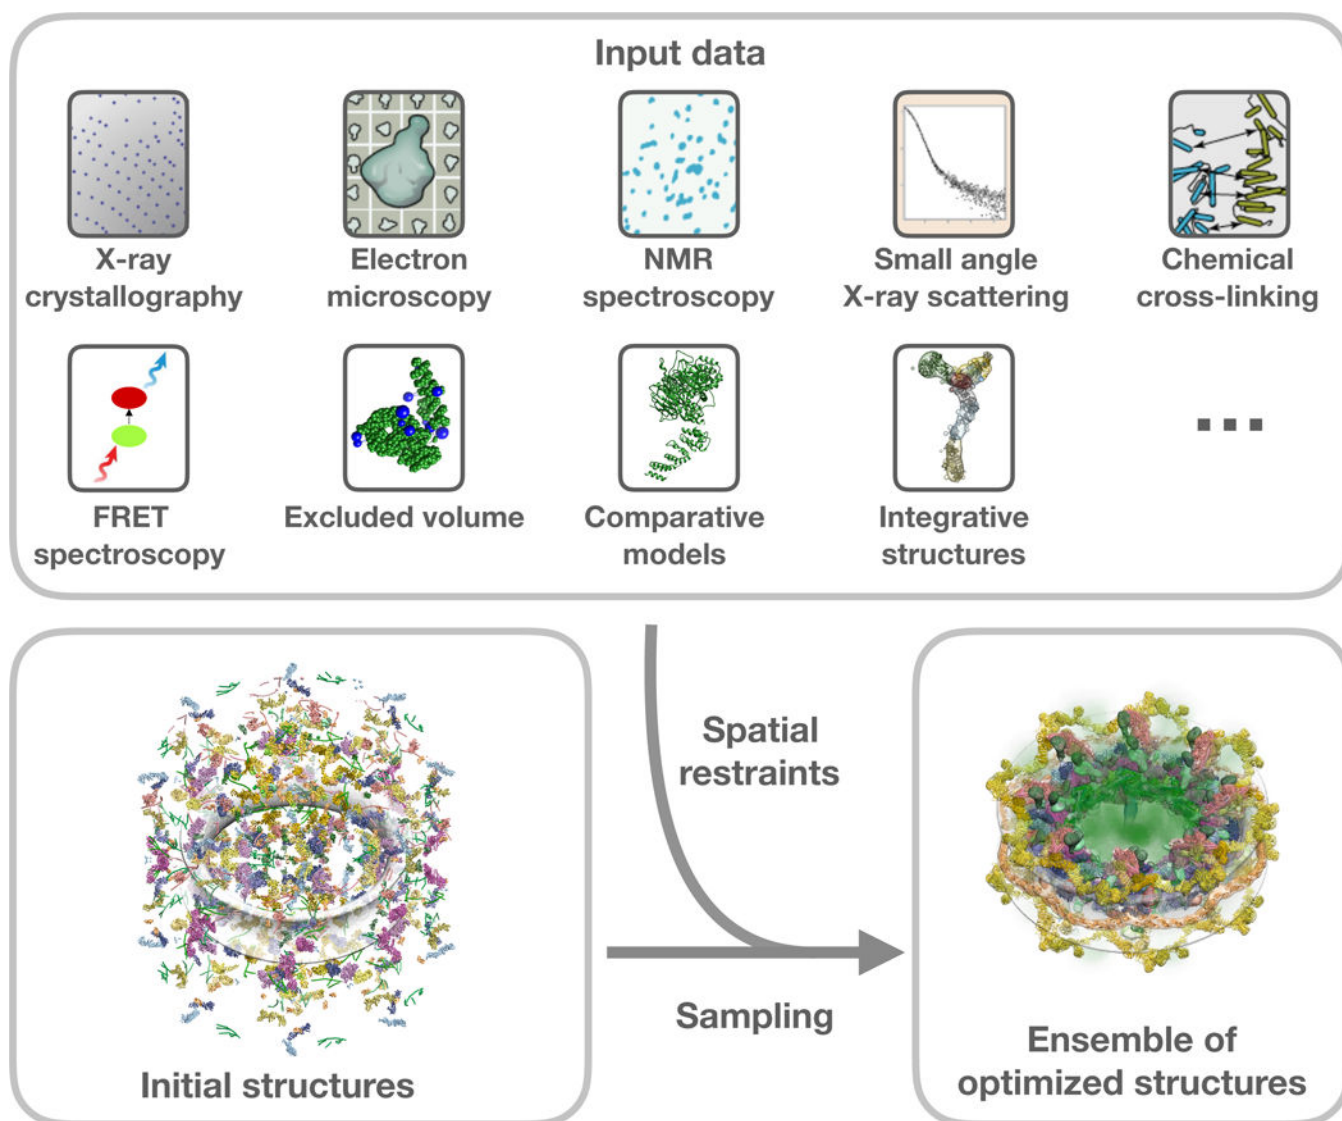 Input data
X-ray
crystallography
Electron
microscopy
NMR
spectroscopy
Small angle
X-ray scattering
Chemical
cross-linking
FRET
spectroscopy
Excluded volume
Comparative
models
Integrative
structures
...
Spatial
restraints
Sampling
Initial structures
Ensemble of
optimized structures